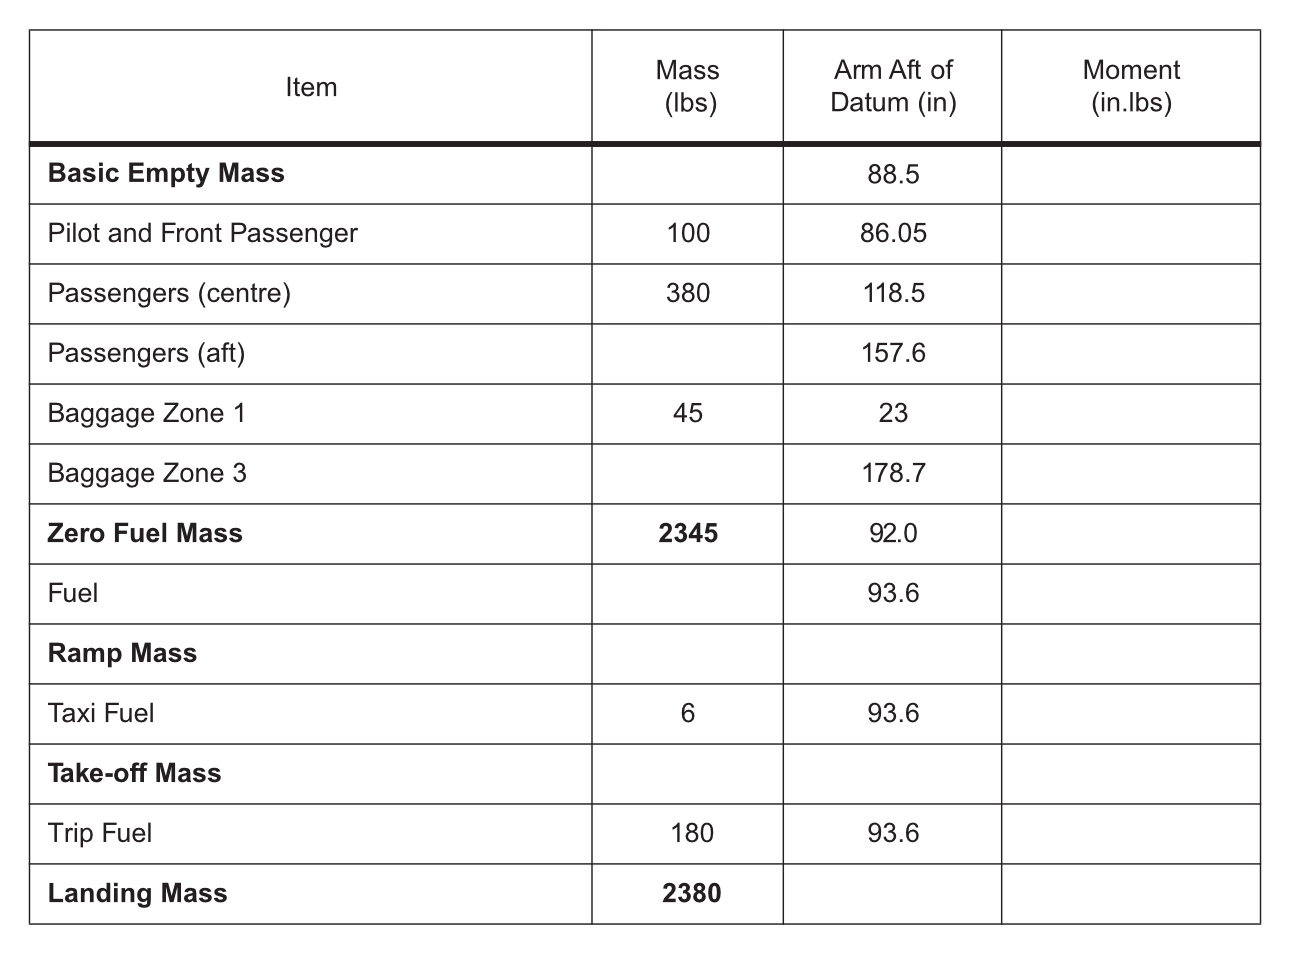 Item Mass (lbs) Arm Aft of Datum (in) Moment (in.lbs)
Basic Empty Mass 88.5
Pilot and Front Passenger 100 86.05
Passengers (centre) 380 118.5
Passengers (aft) 157.6
Baggage Zone 1 45 23
Baggage Zone 3 178.7
Zero Fuel Mass 2345 92.0
Fuel 93.6
Ramp Mass
Taxi Fuel 6 93.6
Take-off Mass
Trip Fuel 180 93.6
Landing Mass 2380